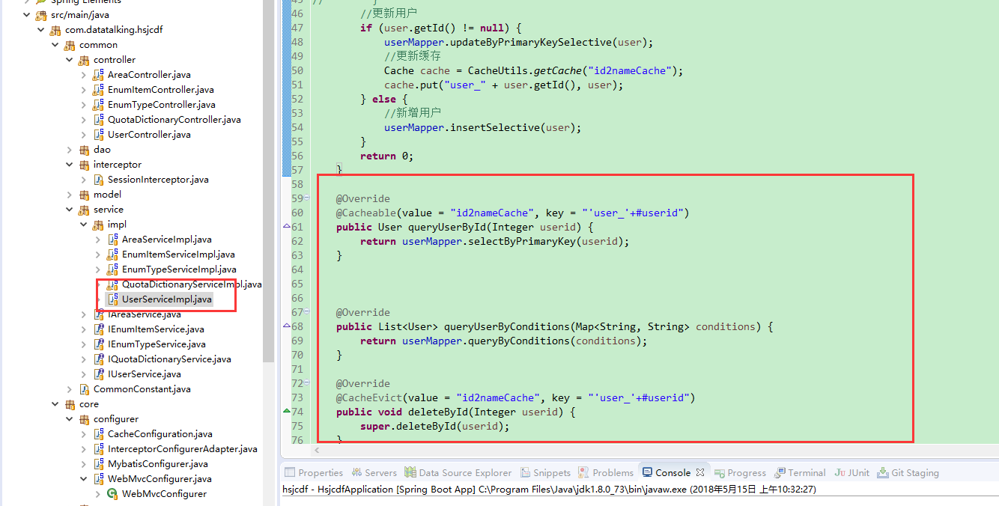 Spring Elements
src/main/java
com.datatalking.hsjcdf
common
controller
AreaController.java
EnumItemController.java
EnumTypeController.java
QuotaDictionaryController.java
UserController.java
dao
interceptor
SessionInterceptor.java
model
service
impl
AreaServiceImpl.java
EnumItemServiceImpl.java
EnumTypeServiceImpl.java
QuotaDictionaryServiceImpl.java
UserServiceImpl.java
IAreaService.java
IEnumItemService.java
IEnumTypeService.java
IQuotaDictionaryService.java
IUserService.java
CommonConstant.java
core
configurer
CacheConfiguration.java
InterceptorConfigurerAdapter.java
MybatisConfigurer.java
WebMvcConfigurer.java
WebMvcConfigurer
45 // }
46 //更新用户
47 if (user.getId() != null) {
48 userMapper.updateByPrimaryKeySelective(user);
49 //更新缓存
50 Cache cache = CacheUtils.getCache("id2nameCache");
51 cache.put("user_" + user.getId(), user);
52 } else {
53 //新增用户
54 userMapper.insertSelective(user);
55 }
56 return 0;
57 }
58
59 @Override
60 @Cacheable(value = "id2nameCache", key = "'user_'+#userid")
61 public User queryUserById(Integer userid) {
62 return userMapper.selectByPrimaryKey(userid);
63 }
64
65
66
67 @Override
68 public List<User> queryUserByConditions(Map<String, String> conditions) {
69 return userMapper.queryByConditions(conditions);
70 }
71
72 @Override
73 @CacheEvict(value = "id2nameCache", key = "'user_'+#userid")
74 public void deleteById(Integer userid) {
75 super.deleteById(userid);
76 }
Properties Servers Data Source Explorer Snippets Problems Console Progress Terminal JUnit Git Staging
hsjcdf - HsjcdfApplication [Spring Boot App] C:\Program Files\Java\jdk1.8.0_73\bin\javaw.exe (2018年5月15日 上午10:32:27)